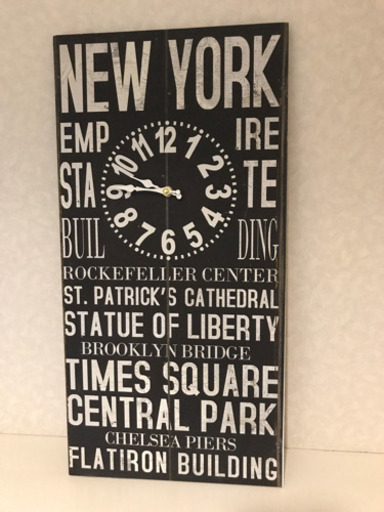 NEW YORK
EMP IRE
STA TE
BUIL DING
12
1
2
3
4
5
6
7
8
9
10
11
ROCKEFELLER CENTER
ST. PATRICK'S CATHEDRAL
STATUE OF LIBERTY
BROOKLYN BRIDGE
TIMES SQUARE
CENTRAL PARK
CHELSEA PIERS
FLATIRON BUILDING